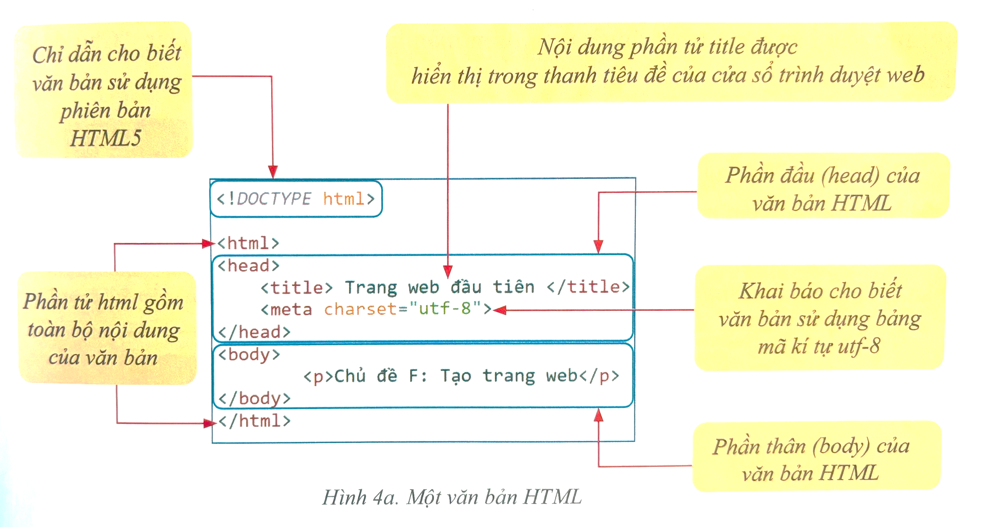 Chỉ dẫn cho biết
văn bản sử dụng
phiên bản
HTML5
Nội dung phần tử title được
hiển thị trong thanh tiêu đề của cửa sổ trình duyệt web
Phần đầu (head) của
văn bản HTML
<!DOCTYPE html>
<html>
<head>
<title> Trang web đầu tiên </title>
<meta charset="utf-8">
</head>
<body>
<p>Chủ đề F: Tạo trang web</p>
</body>
</html>
Phần tử html gồm
toàn bộ nội dung
của văn bản
Khai báo cho biết
văn bản sử dụng bảng
mã kí tự utf-8
Phần thân (body) của
văn bản HTML
Hình 4a. Một văn bản HTML